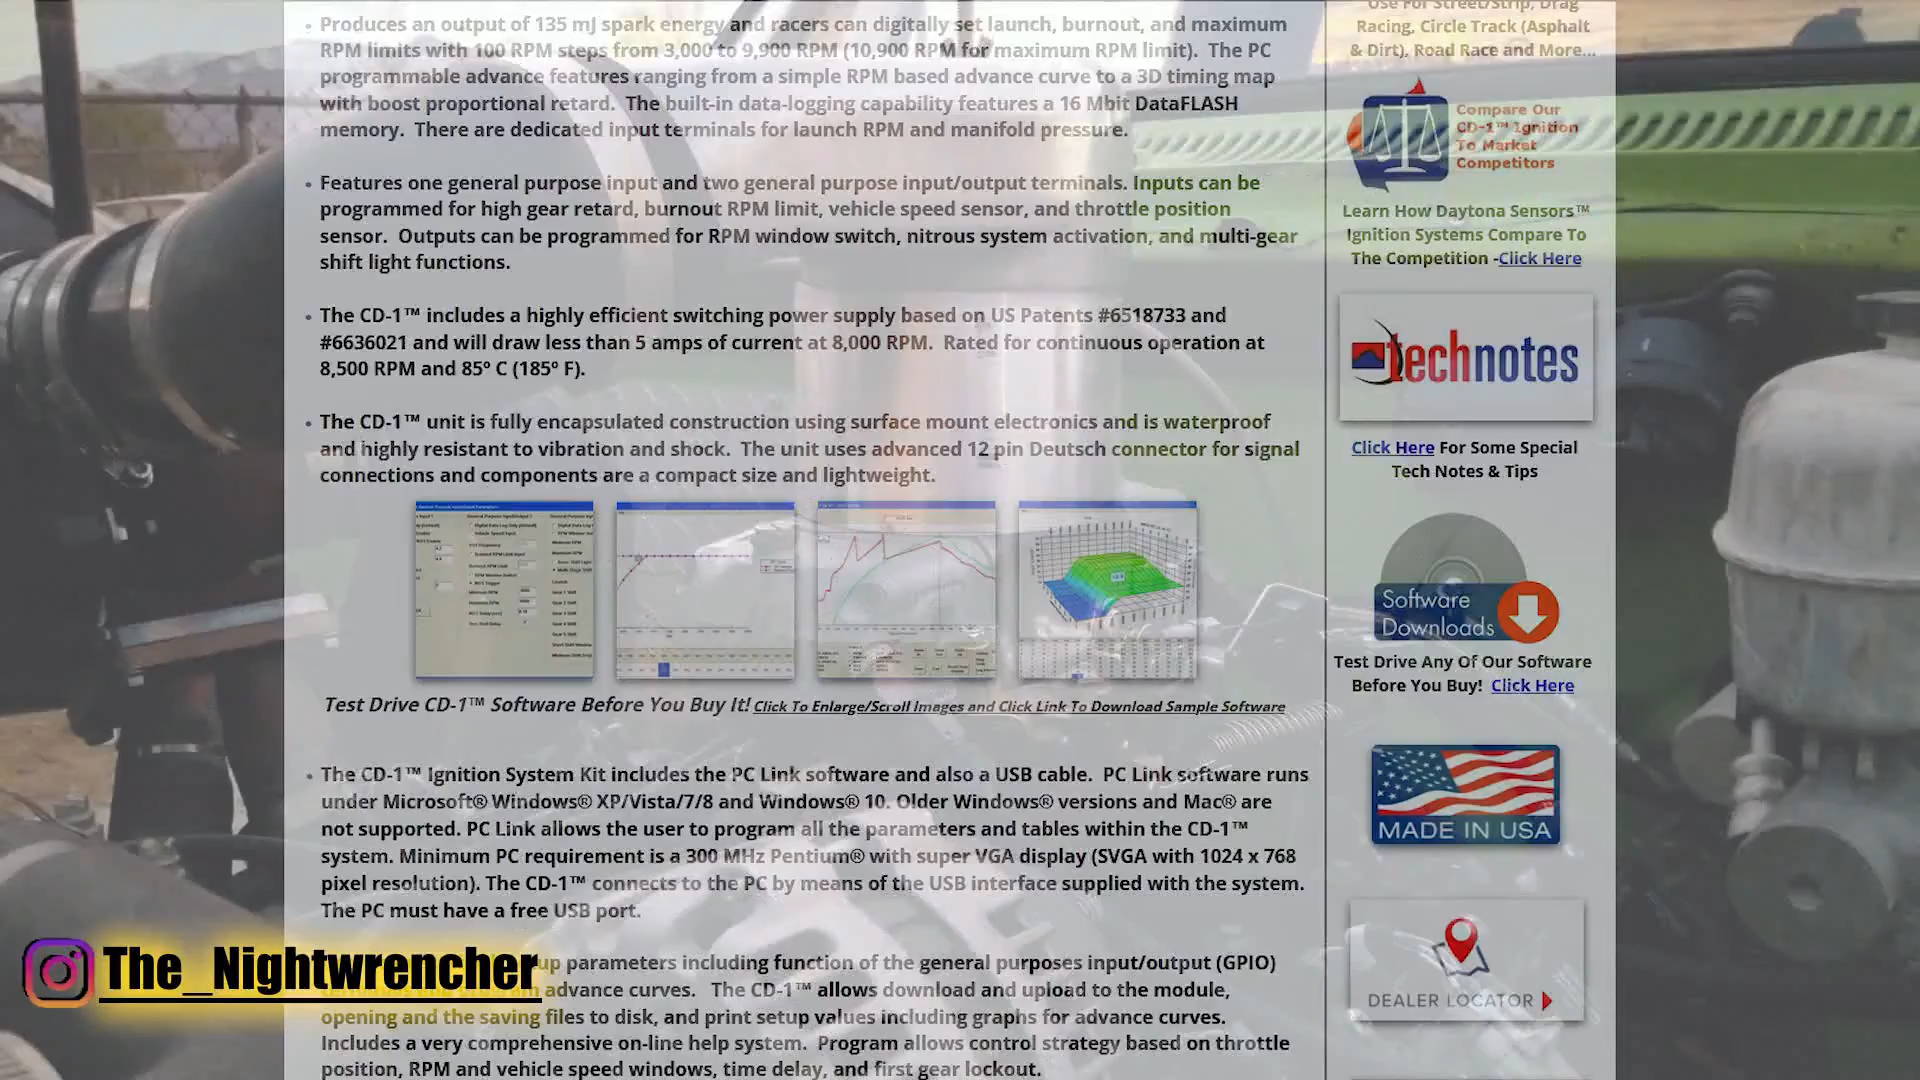 Produces an output of 135 mJ spark energy and racers can digitally set launch, burnout, and maximum
RPM limits with 100 RPM steps from 3,000 to 9,900 RPM (10,900 RPM for maximum RPM limit).  The PC
programmable advance features ranging from a simple RPM based advance curve to a 3D timing map
with boost proportional retard.  The built-in data-logging capability features a 16 Mbit DataFLASH
memory.  There are dedicated input terminals for launch RPM and manifold pressure.
Features one general purpose input and two general purpose input/output terminals. Inputs can be
programmed for high gear retard, burnout RPM limit, vehicle speed sensor, and throttle position
sensor.  Outputs can be programmed for RPM window switch, nitrous system activation, and multi-gear
shift light functions.
The CD-1™ includes a highly efficient switching power supply based on US Patents #6518733 and
#6636021 and will draw less than 5 amps of current at 8,000 RPM.  Rated for continuous operation at
8,500 RPM and 85º C (185º F).
The CD-1™ unit is fully encapsulated construction using surface mount electronics and is waterproof
and highly resistant to vibration and shock.  The unit uses advanced 12 pin Deutsch connector for signal
connections and components are a compact size and lightweight.
Test Drive CD-1™ Software Before You Buy It! Click To Enlarge/Scroll Images and Click Link To Download Sample Software
The CD-1™ Ignition System Kit includes the PC Link software and also a USB cable.  PC Link software runs
under Microsoft® Windows® XP/Vista/7/8 and Windows® 10. Older Windows® versions and Mac® are
not supported. PC Link allows the user to program all the parameters and tables within the CD-1™
system. Minimum PC requirement is a 300 MHz Pentium® with super VGA display (SVGA with 1024 x 768
pixel resolution). The CD-1™ connects to the PC by means of the USB interface supplied with the system.
The PC must have a free USB port.
up parameters including function of the general purposes input/output (GPIO)
advance curves.   The CD-1™ allows download and upload to the module,
opening and the saving files to disk, and print setup values including graphs for advance curves.
Includes a very comprehensive on-line help system.  Program allows control strategy based on throttle
position, RPM and vehicle speed windows, time delay, and first gear lockout.
Use For Street/Strip, Drag
Racing, Circle Track (Asphalt
& Dirt), Road Race and More...
Compare Our
CD-1™ Ignition
To Market
Competitors
Learn How Daytona Sensors™
Ignition Systems Compare To
The Competition -Click Here
technotes
Click Here For Some Special
Tech Notes & Tips
Software
Downloads
Test Drive Any Of Our Software
Before You Buy!  Click Here
MADE IN USA
DEALER LOCATOR
The_Nightwrencher